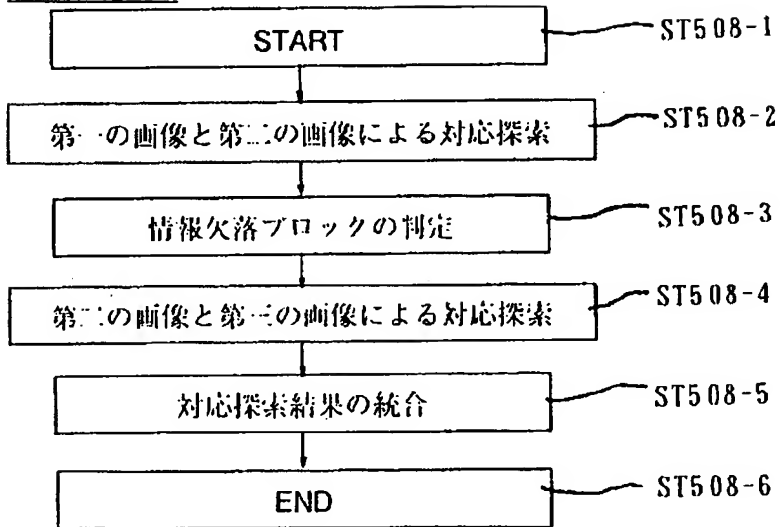 START
ST508-1
第一の画像と第二の画像による対応探索
ST508-2
情報欠落ブロックの判定
ST508-3
第二の画像と第三の画像による対応探索
ST508-4
対応探索結果の統合
ST508-5
END
ST508-6